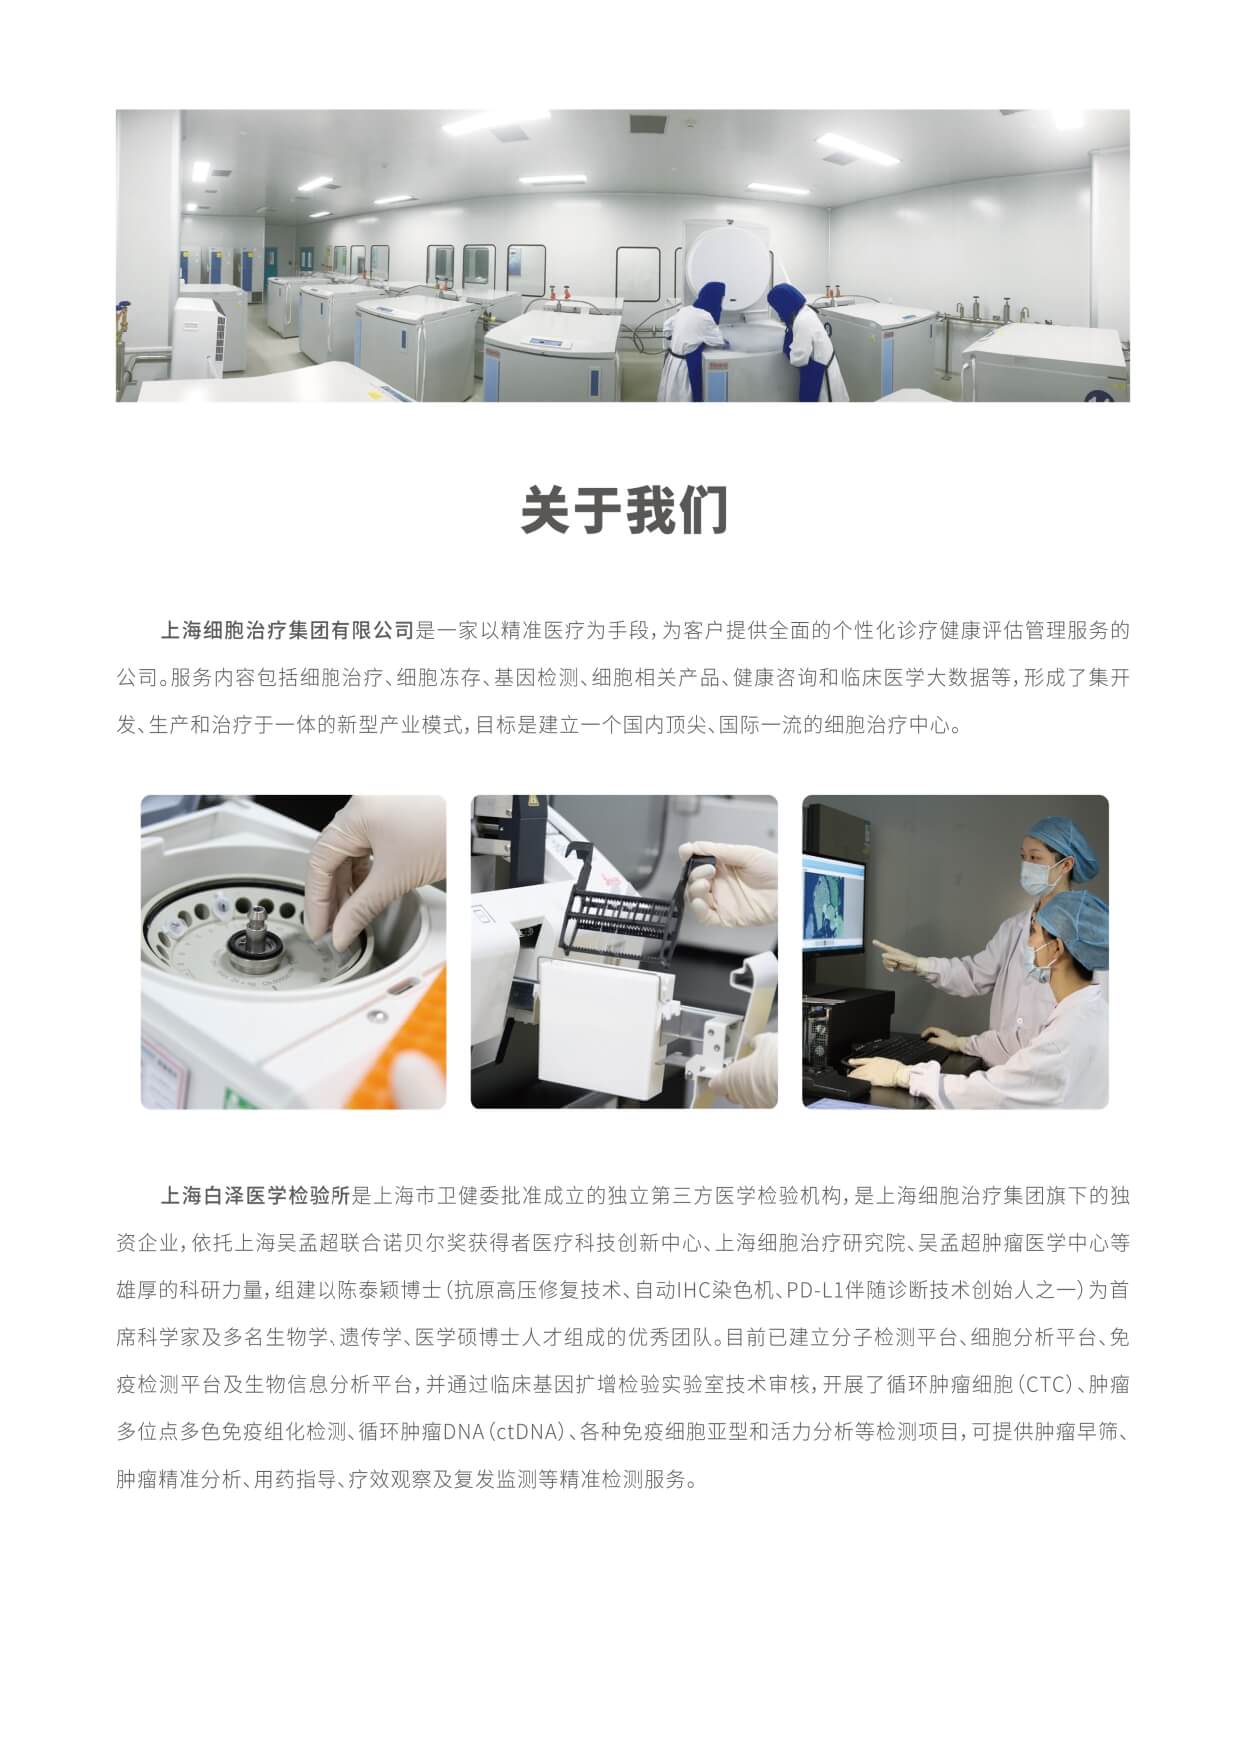 关于我们
上海细胞治疗集团有限公司是一家以精准医疗为手段，为客户提供全面的个性化诊疗健康评估管理服务的
公司。服务内容包括细胞治疗、细胞冻存、基因检测、细胞相关产品、健康咨询和临床医学大数据等，形成了集开
发、生产和治疗于一体的新型产业模式，目标是建立一个国内顶尖、国际一流的细胞治疗中心。
上海白泽医学检验所是上海市卫健委批准成立的独立第三方医学检验机构，是上海细胞治疗集团旗下的独
资企业，依托上海吴孟超联合诺贝尔奖获得者医疗科技创新中心、上海细胞治疗研究院、吴孟超肿瘤医学中心等
雄厚的科研力量，组建以陈泰颖博士（抗原高压修复技术、自动IHC染色机、PD-L1伴随诊断技术创始人之一）为首
席科学家及多名生物学、遗传学、医学硕博士人才组成的优秀团队。目前已建立分子检测平台、细胞分析平台、免
疫检测平台及生物信息分析平台，并通过临床基因扩增检验实验室技术审核，开展了循环肿瘤细胞（CTC）、肿瘤
多位点多色免疫组化检测、循环肿瘤DNA（ctDNA）、各种免疫细胞亚型和活力分析等检测项目，可提供肿瘤早筛、
肿瘤精准分析、用药指导、疗效观察及复发监测等精准检测服务。